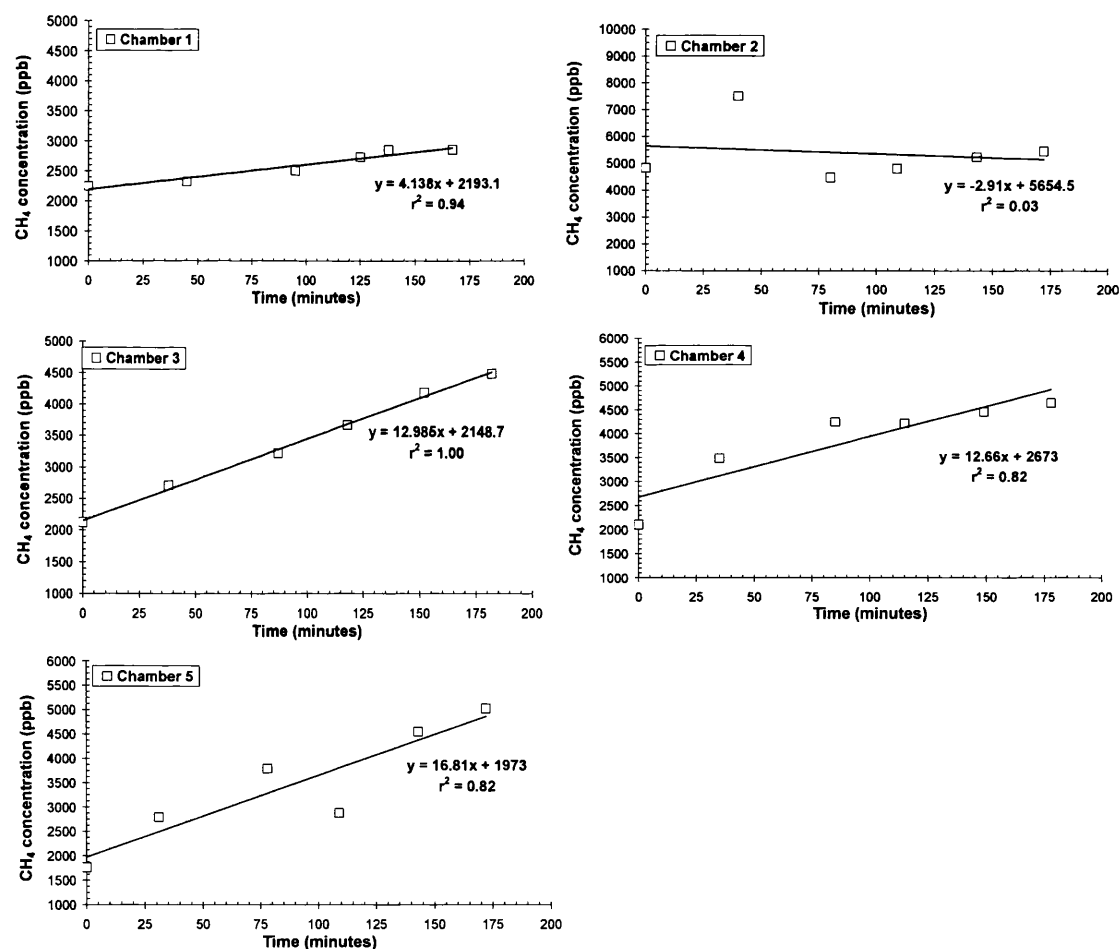 Chamber 1
CH₄ concentration (ppb)
5000
4500
4000
3500
3000
2500
2000
1500
1000
y = 4.138x + 2193.1
r² = 0.94
0 25 50 75 100 125 150 175 200
Time (minutes)
Chamber 2
CH₄ concentration (ppb)
10000
9000
8000
7000
6000
5000
4000
3000
2000
1000
y = -2.91x + 5654.5
r² = 0.03
0 25 50 75 100 125 150 175 200
Time (minutes)
Chamber 3
CH₄ concentration (ppb)
5000
4500
4000
3500
3000
2500
2000
1500
1000
y = 12.985x + 2148.7
r² = 1.00
0 25 50 75 100 125 150 175 200
Time (minutes)
Chamber 4
CH₄ concentration (ppb)
6000
5500
5000
4500
4000
3500
3000
2500
2000
1500
1000
y = 12.66x + 2673
r² = 0.82
0 25 50 75 100 125 150 175 200
Time (minutes)
Chamber 5
CH₄ concentration (ppb)
6000
5500
5000
4500
4000
3500
3000
2500
2000
1500
1000
y = 16.81x + 1973
r² = 0.82
0 25 50 75 100 125 150 175 200
Time (minutes)